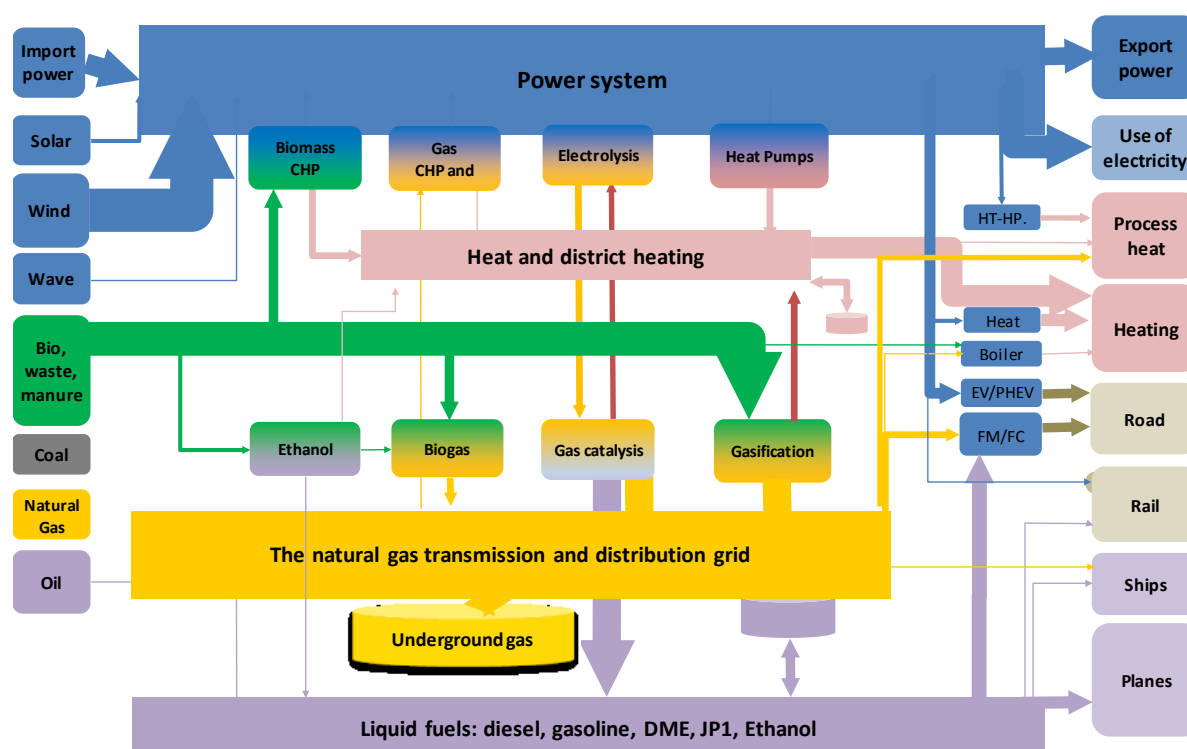 Import
power
Power system
Export
power
Solar
Biomass
CHP
Gas
CHP and
Electrolysis
Heat Pumps
Use of
electricity
Wind
HT-HP.
Process
heat
Heat and district heating
Wave
Bio,
waste,
manure
Heat
Boiler
Heating
EV/PHEV
Road
Coal
Ethanol
Biogas
Gas catalysis
Gasification
FM/FC
Natural
Gas
Rail
The natural gas transmission and distribution grid
Oil
Ships
Underground gas
Planes
Liquid fuels: diesel, gasoline, DME, JP1, Ethanol